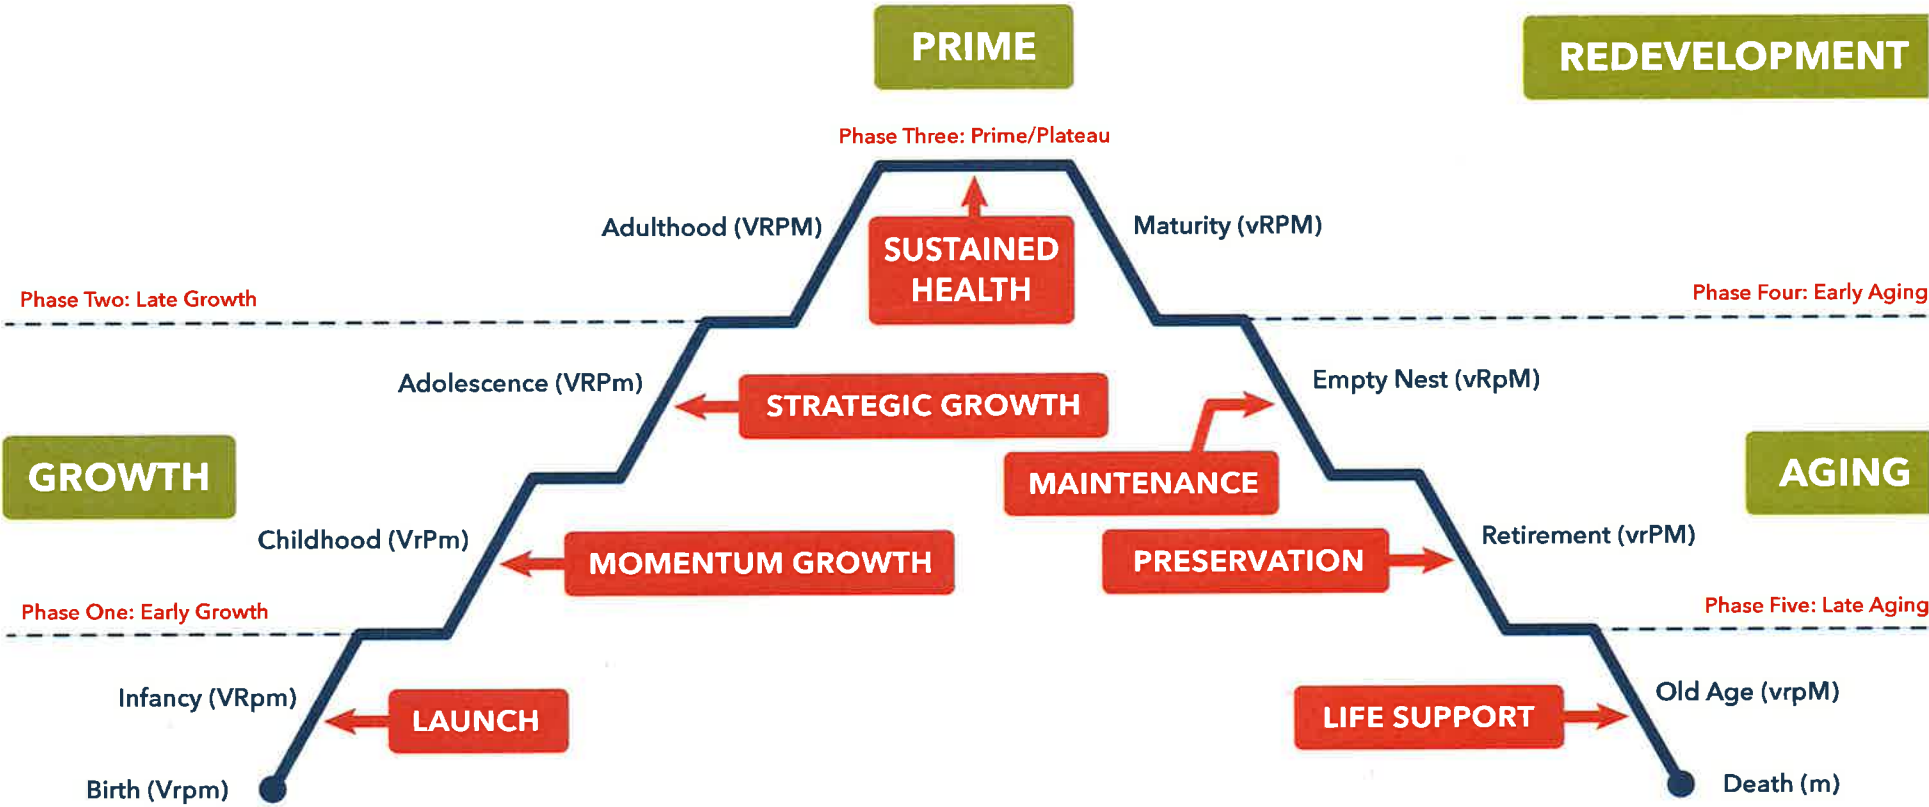 PRIME
REDEVELOPMENT
Phase Three: Prime/Plateau
Adulthood (VRPM)
SUSTAINED
HEALTH
Maturity (vRPM)
Phase Two: Late Growth
Phase Four: Early Aging
Adolescence (VRPm)
STRATEGIC GROWTH
Empty Nest (vRpM)
GROWTH
MAINTENANCE
AGING
Childhood (VrPm)
MOMENTUM GROWTH
PRESERVATION
Retirement (vrPM)
Phase One: Early Growth
Phase Five: Late Aging
Infancy (VRpm)
LAUNCH
LIFE SUPPORT
Old Age (vrpM)
Birth (Vrpm)
Death (m)